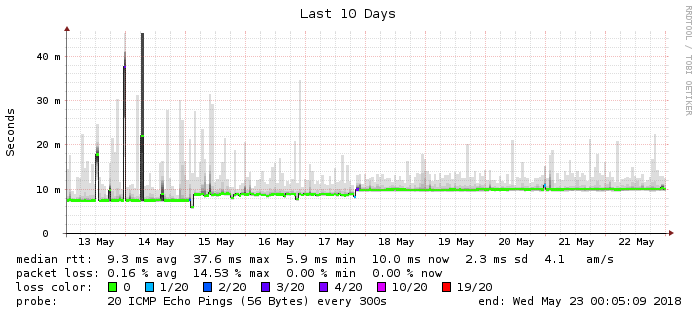 Last 10 Days
RRDTOOL / TOBI OETIKER
Seconds
40 m
30 m
20 m
10 m
0
13 May 14 May 15 May 16 May 17 May 18 May 19 May 20 May 21 May 22 May
median rtt: 9.3 ms avg 37.6 ms max 5.9 ms min 10.0 ms now 2.3 ms sd 4.1 am/s
packet loss: 0.16 % avg 14.53 % max 0.00 % min 0.00 % now
loss color: 0 1/20 2/20 3/20 4/20 10/20 19/20
probe: 20 ICMP Echo Pings (56 Bytes) every 300s end: Wed May 23 00:05:09 2018